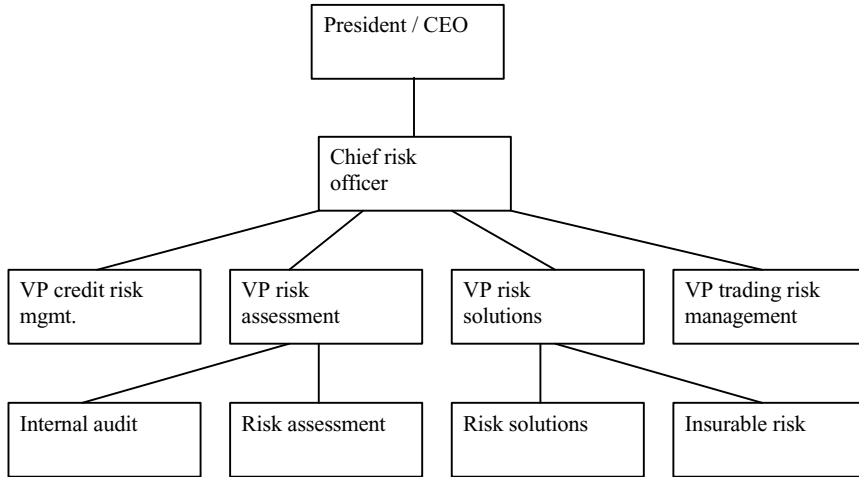 President / CEO
Chief risk
officer
VP credit risk
mgmt.
VP risk
assessment
VP risk
solutions
VP trading risk
management
Internal audit
Risk assessment
Risk solutions
Insurable risk